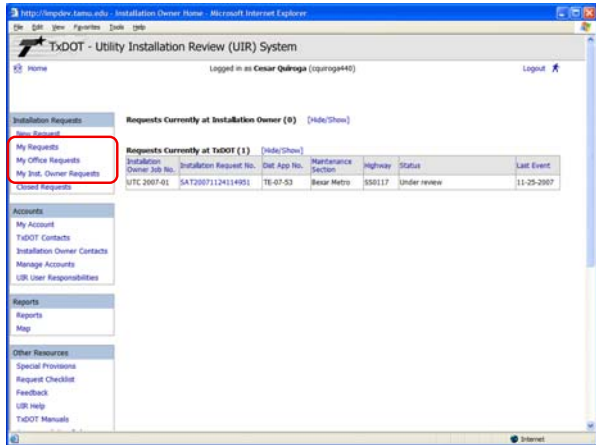 http://impdev.tamu.edu - Installation Owner Home - Microsoft Internet Explorer
File Edit View Favorites Tools Help
TxDOT - Utility Installation Review (UIR) System
Home Logged in as Cesar Quiroga (cquiroga440) Logout
Installation Requests
New Request
My Requests
My Office Requests
My Inst. Owner Requests
Closed Requests
Requests Currently at Installation Owner (0) [Hide/Show]
Requests Currently at TxDOT (1) [Hide/Show]
Installation Owner Job No. Installation Request No. Dist App No. Maintenance Section Highway Status Last Event
UTC 2007-01 SAT20071124114951 TE-07-53 Bexar Metro SS0117 Under review 11-25-2007
Accounts
My Account
TxDOT Contacts
Installation Owner Contacts
Manage Accounts
UIR User Responsibilities
Reports
Reports
Map
Other Resources
Special Provisions
Request Checklist
Feedback
UIR Help
TxDOT Manuals
Internet